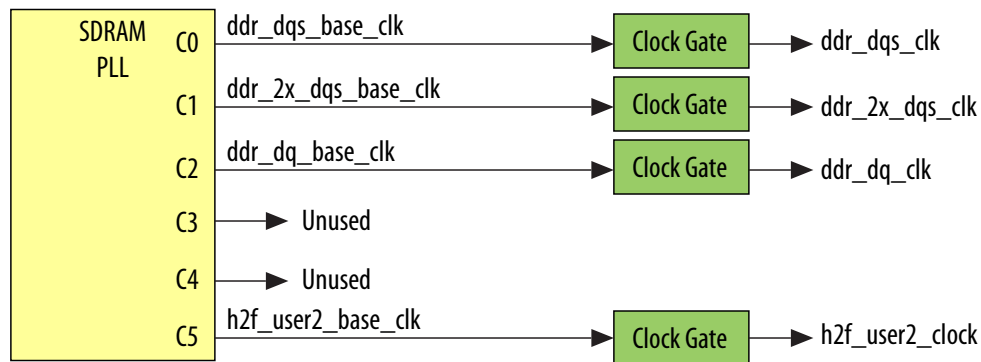 SDRAM PLL
C0 ddr_dqs_base_clk Clock Gate ddr_dqs_clk
C1 ddr_2x_dqs_base_clk Clock Gate ddr_2x_dqs_clk
C2 ddr_dq_base_clk Clock Gate ddr_dq_clk
C3 Unused
C4 Unused
C5 h2f_user2_base_clk Clock Gate h2f_user2_clock